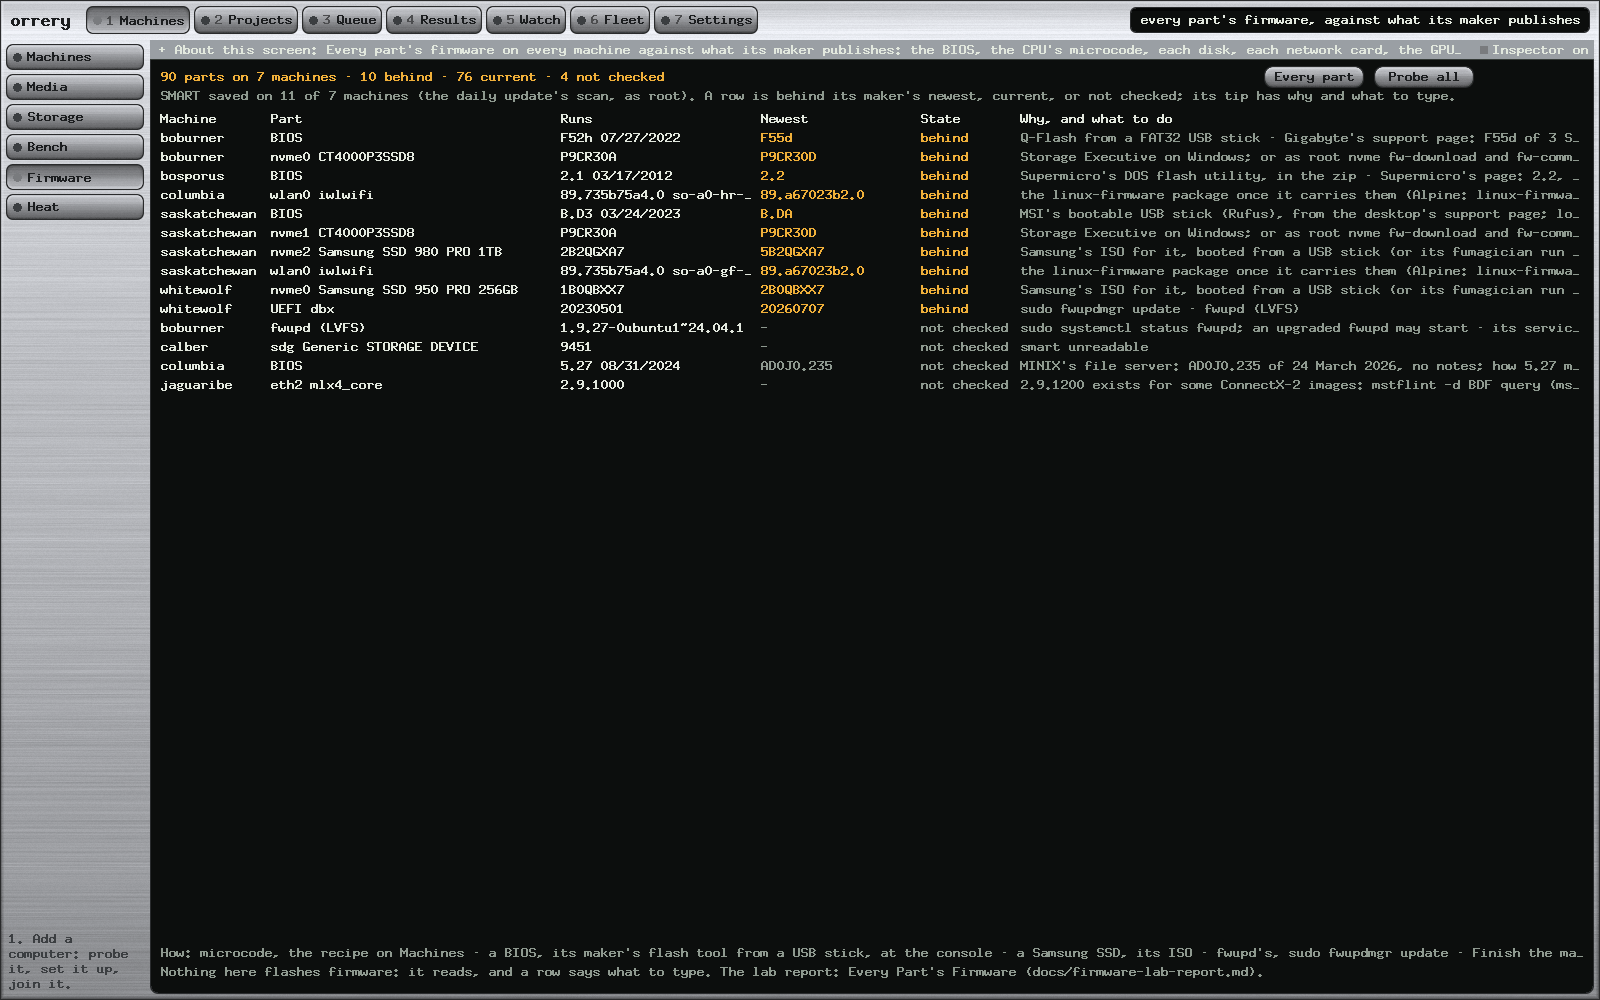 orrery
1 Machines
2 Projects
3 Queue
4 Results
5 Watch
6 Fleet
7 Settings
every part's firmware, against what its maker publishes
Machines
Media
Storage
Bench
Firmware
Heat
+ About this screen: Every part's firmware on every machine against what its maker publishes: the BIOS, the CPU's microcode, each disk, each network card, the GPU_
Inspector on
90 parts on 7 machines - 10 behind - 76 current - 4 not checked
Every part
Probe all
SMART saved on 11 of 7 machines (the daily update's scan, as root). A row is behind its maker's newest, current, or not checked; its tip has why and what to type.
Machine Part Runs Newest State Why, and what to do
boburner BIOS F52h 07/27/2022 F55d behind Q-Flash from a FAT32 USB stick - Gigabyte's support page: F55d of 3 S_
boburner nvme0 CT4000P3SSD8 P9CR30A P9CR30D behind Storage Executive on Windows; or as root nvme fw-download and fw-comm_
bosporus BIOS 2.1 03/17/2012 2.2 behind Supermicro's DOS flash utility, in the zip - Supermicro's page: 2.2, _
columbia wlan0 iwlwifi 89.735b75a4.0 so-a0-hr-_ 89.a67023b2.0 behind the linux-firmware package once it carries them (Alpine: linux-firmwa_
saskatchewan BIOS B.D3 03/24/2023 B.DA behind MSI's bootable USB stick (Rufus), from the desktop's support page; lo_
saskatchewan nvme1 CT4000P3SSD8 P9CR30A P9CR30D behind Storage Executive on Windows; or as root nvme fw-download and fw-comm_
saskatchewan nvme2 Samsung SSD 980 PRO 1TB 2B2QGXA7 5B2QGXA7 behind Samsung's ISO for it, booted from a USB stick (or its fumagician run _
saskatchewan wlan0 iwlwifi 89.735b75a4.0 so-a0-gf-_ 89.a67023b2.0 behind the linux-firmware package once it carries them (Alpine: linux-firmwa_
whitewolf nvme0 Samsung SSD 950 PRO 256GB 1B0QBXX7 2B0QBXX7 behind Samsung's ISO for it, booted from a USB stick (or its fumagician run _
whitewolf UEFI dbx 20230501 20260707 behind sudo fwupdmgr update - fwupd (LVFS)
boburner fwupd (LVFS) 1.9.27-0ubuntu1~24.04.1 - not checked sudo systemctl status fwupd; an upgraded fwupd may start - its servic_
calber sdg Generic STORAGE DEVICE 9451 - not checked smart unreadable
columbia BIOS 5.27 08/31/2024 ADOJO.235 not checked MINIX's file server: ADOJO.235 of 24 March 2026, no notes; how 5.27 m_
jaguaribe eth2 mlx4_core 2.9.1000 - not checked 2.9.1200 exists for some ConnectX-2 images: mstflint -d BDF query (ms_
1. Add a
computer: probe
it, set it up,
join it.
How: microcode, the recipe on Machines - a BIOS, its maker's flash tool from a USB stick, at the console - a Samsung SSD, its ISO - fwupd's, sudo fwupdmgr update - Finish the ma_
Nothing here flashes firmware: it reads, and a row says what to type. The lab report: Every Part's Firmware (docs/firmware-lab-report.md).